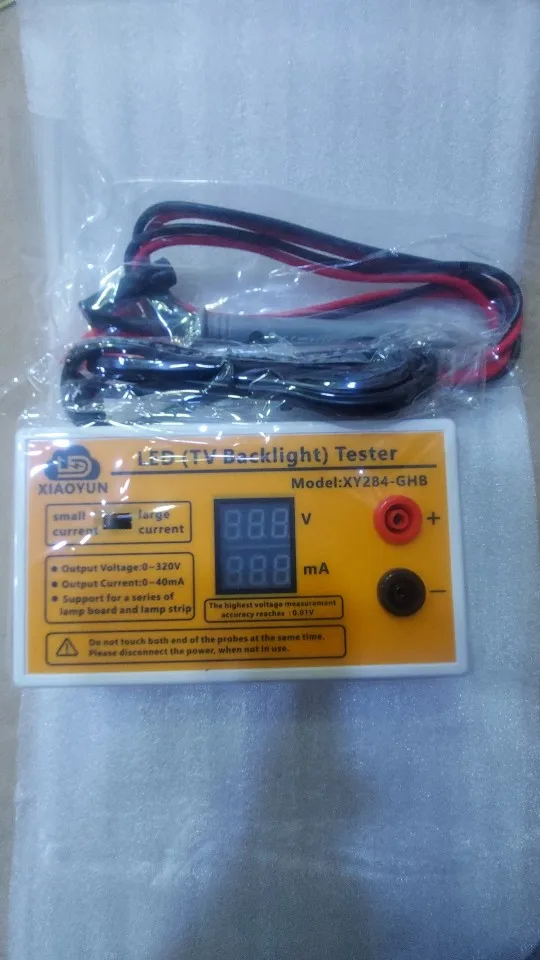 LED (TV Backlight) Tester
XIAOYUN
Model:XY2B4-GHB
small current
large current
88.8 V
888 mA
+
−
• Output Voltage:0~320V
• Output Current:0~40mA
• Support for a series of
lamp board and lamp strip
The highest voltage measurement
accuracy reaches :0.01V
Do not touch both end of the probes at the same time.
Please disconnect the power, when not in use.